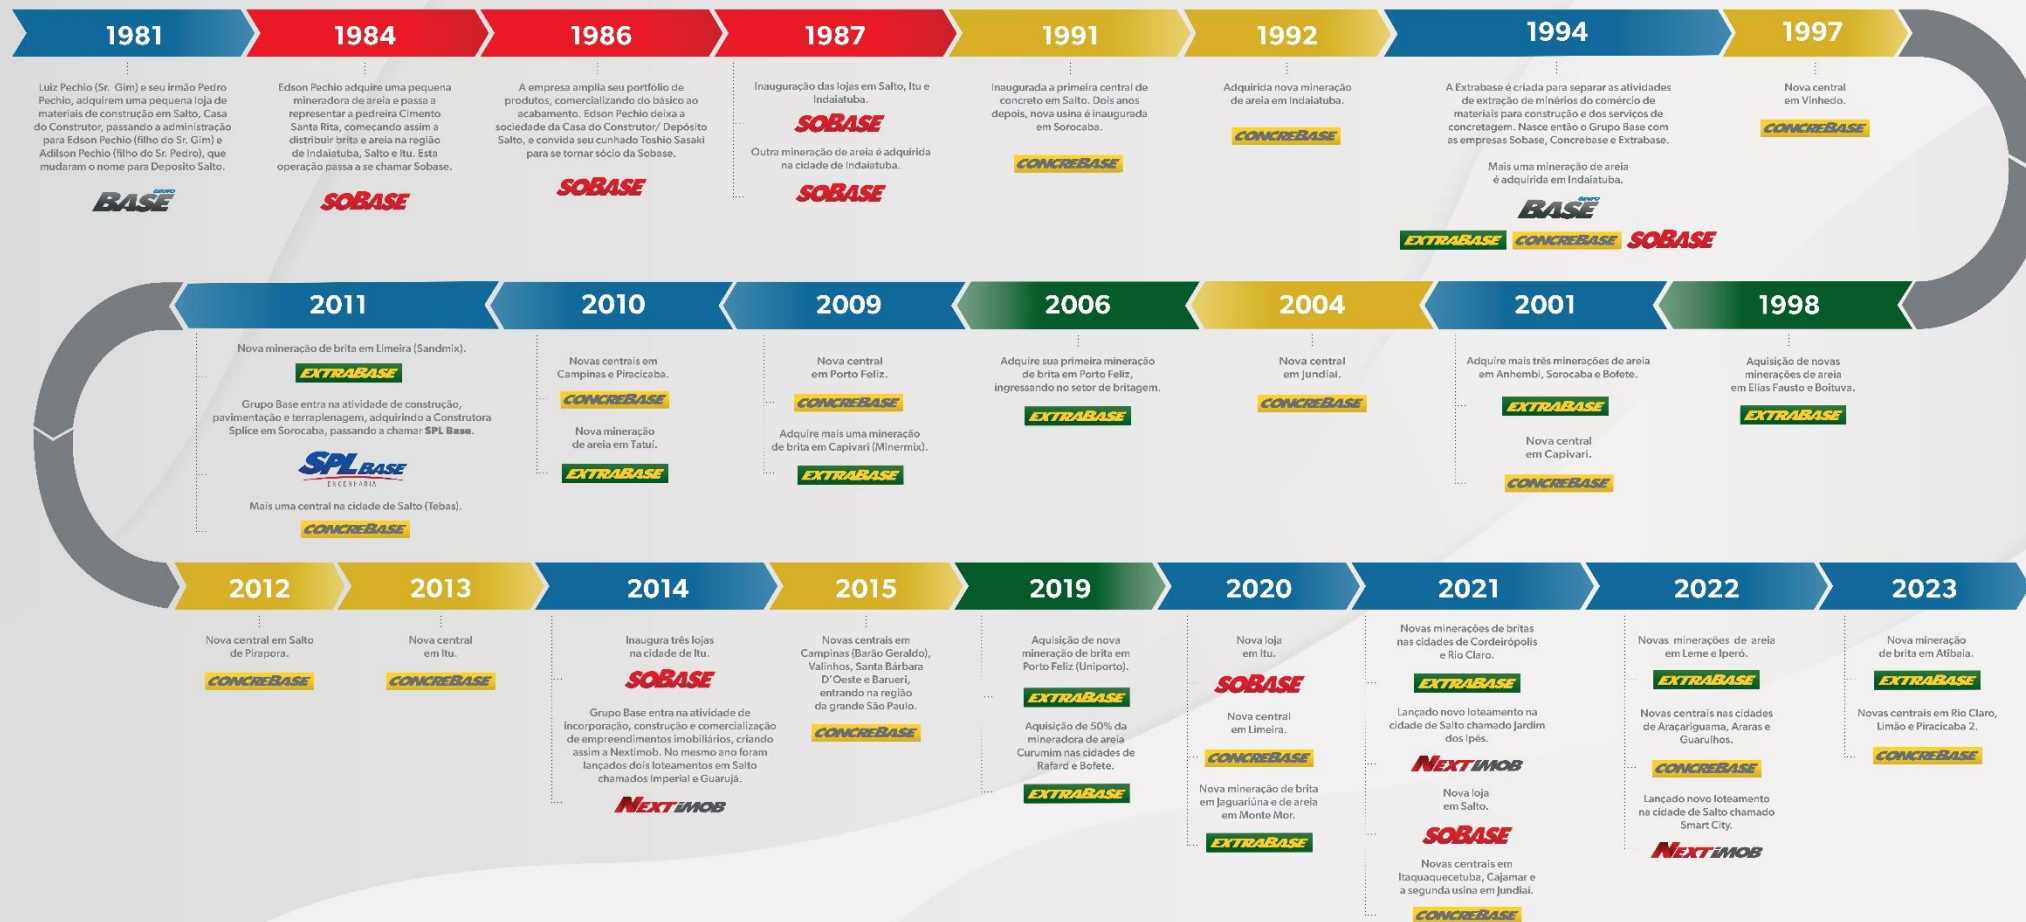 1981
Luiz Pechio (Sr. Gim) e seu irmão Pedro
Pechio, adquirem uma pequena loja de
materiais de construção em Salto, Casa
do Construtor, passando a administração
para Edson Pechio (filho do Sr. Gim) e
Adilson Pechio (filho do Sr. Pedro), que
mudaram o nome para Deposito Salto.
GRUPO
BASE
1984
Edson Pechio adquire uma pequena
mineradora de areia e passa a
representar a pedreira Cimento
Santa Rita, começando assim a
distribuir brita e areia na região
de Indaiatuba, Salto e Itu. Esta
operação passa a se chamar Sobase.
SOBASE
1986
A empresa amplia seu portfólio de
produtos, comercializando do básico ao
acabamento. Edson Pechio deixa a
sociedade da Casa do Construtor/ Depósito
Salto, e convida seu cunhado Toshio Sasaki
para se tornar sócio da Sobase.
SOBASE
1987
Inauguração das lojas em Salto, Itu e
Indaiatuba.
SOBASE
Outra mineração de areia é adquirida
na cidade de Indaiatuba.
SOBASE
1991
Inaugurada a primeira central de
concreto em Salto. Dois anos
depois, nova usina é inaugurada
em Sorocaba.
CONCREBASE
1992
Adquirida nova mineração
de areia em Indaiatuba.
CONCREBASE
1994
A Extrabase é criada para separar as atividades
de extração de minérios do comércio de
materiais para construção e dos serviços de
concretagem. Nasce então o Grupo Base com
as empresas Sobase, Concrebase e Extrabase.
Mais uma mineração de areia
é adquirida em Indaiatuba.
GRUPO
BASE
EXTRABASE CONCREBASE SOBASE
1997
Nova central
em Vinhedo.
CONCREBASE
1998
Aquisição de novas
minerações de areia
em Elias Fausto e Boituva.
EXTRABASE
2001
Adquire mais três minerações de areia
em Anhembi, Sorocaba e Bofete.
EXTRABASE
Nova central
em Capivari.
CONCREBASE
2004
Nova central
em Jundiaí.
CONCREBASE
2006
Adquire sua primeira mineração
de brita em Porto Feliz,
ingressando no setor de britagem.
EXTRABASE
2009
Nova central
em Porto Feliz.
CONCREBASE
Adquire mais uma mineração
de brita em Capivari (Minermix).
EXTRABASE
2010
Novas centrais em
Campinas e Piracicaba.
CONCREBASE
Nova mineração
de areia em Tatuí.
EXTRABASE
2011
Nova mineração de brita em Limeira (Sandmix).
EXTRABASE
Grupo Base entra na atividade de construção,
pavimentação e terraplenagem, adquirindo a Construtora
Splice em Sorocaba, passando a chamar SPL Base.
SPL BASE
ENGENHARIA
Mais uma central na cidade de Salto (Tebas).
CONCREBASE
2012
Nova central em Salto
de Pirapora.
CONCREBASE
2013
Nova central
em Itu.
CONCREBASE
2014
Inaugura três lojas
na cidade de Itu.
SOBASE
Grupo Base entra na atividade de
incorporação, construção e comercialização
de empreendimentos imobiliários, criando
assim a Nextimob. No mesmo ano foram
lançados dois loteamentos em Salto
chamados Imperial e Guarujá.
NEXTIMOB
2015
Novas centrais em
Campinas (Barão Geraldo),
Valinhos, Santa Bárbara
D'Oeste e Barueri,
entrando na região
da grande São Paulo.
CONCREBASE
2019
Aquisição de nova
mineração de brita em
Porto Feliz (Uniporto).
EXTRABASE
Aquisição de 50% da
mineradora de areia
Curumim nas cidades de
Rafard e Bofete.
EXTRABASE
2020
Nova loja
em Itu.
SOBASE
Nova central
em Limeira.
CONCREBASE
Nova mineração de brita
em Jaguariúna e de areia
em Monte Mor.
EXTRABASE
2021
Novas minerações de britas
nas cidades de Cordeirópolis
e Rio Claro.
EXTRABASE
Lançado novo loteamento na
cidade de Salto chamado Jardim
dos Ipês.
NEXTIMOB
Nova loja
em Salto.
SOBASE
Novas centrais em
Itaquaquecetuba, Cajamar e
a segunda usina em Jundiaí.
CONCREBASE
2022
Novas minerações de areia
em Leme e Iperó.
EXTRABASE
Novas centrais nas cidades
de Araçariguama, Araras e
Guarulhos.
CONCREBASE
Lançado novo loteamento
na cidade de Salto chamado
Smart City.
NEXTIMOB
2023
Nova mineração
de brita em Atibaia.
EXTRABASE
Novas centrais em Rio Claro,
Limão e Piracicaba 2.
CONCREBASE